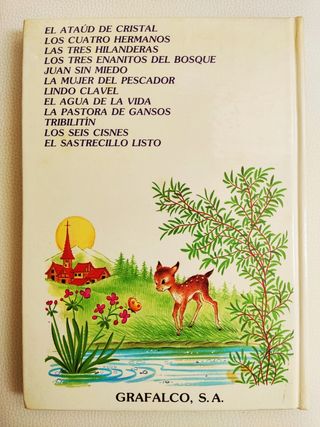 EL ATAÚD DE CRISTAL
LOS CUATRO HERMANOS
LAS TRES HILANDERAS
LOS TRES ENANITOS DEL BOSQUE
JUAN SIN MIEDO
LA MUJER DEL PESCADOR
LINDO CLAVEL
EL AGUA DE LA VIDA
LA PASTORA DE GANSOS
TRIBILITÍN
LOS SEIS CISNES
EL SASTRECILLO LISTO
GRAFALCO, S.A.